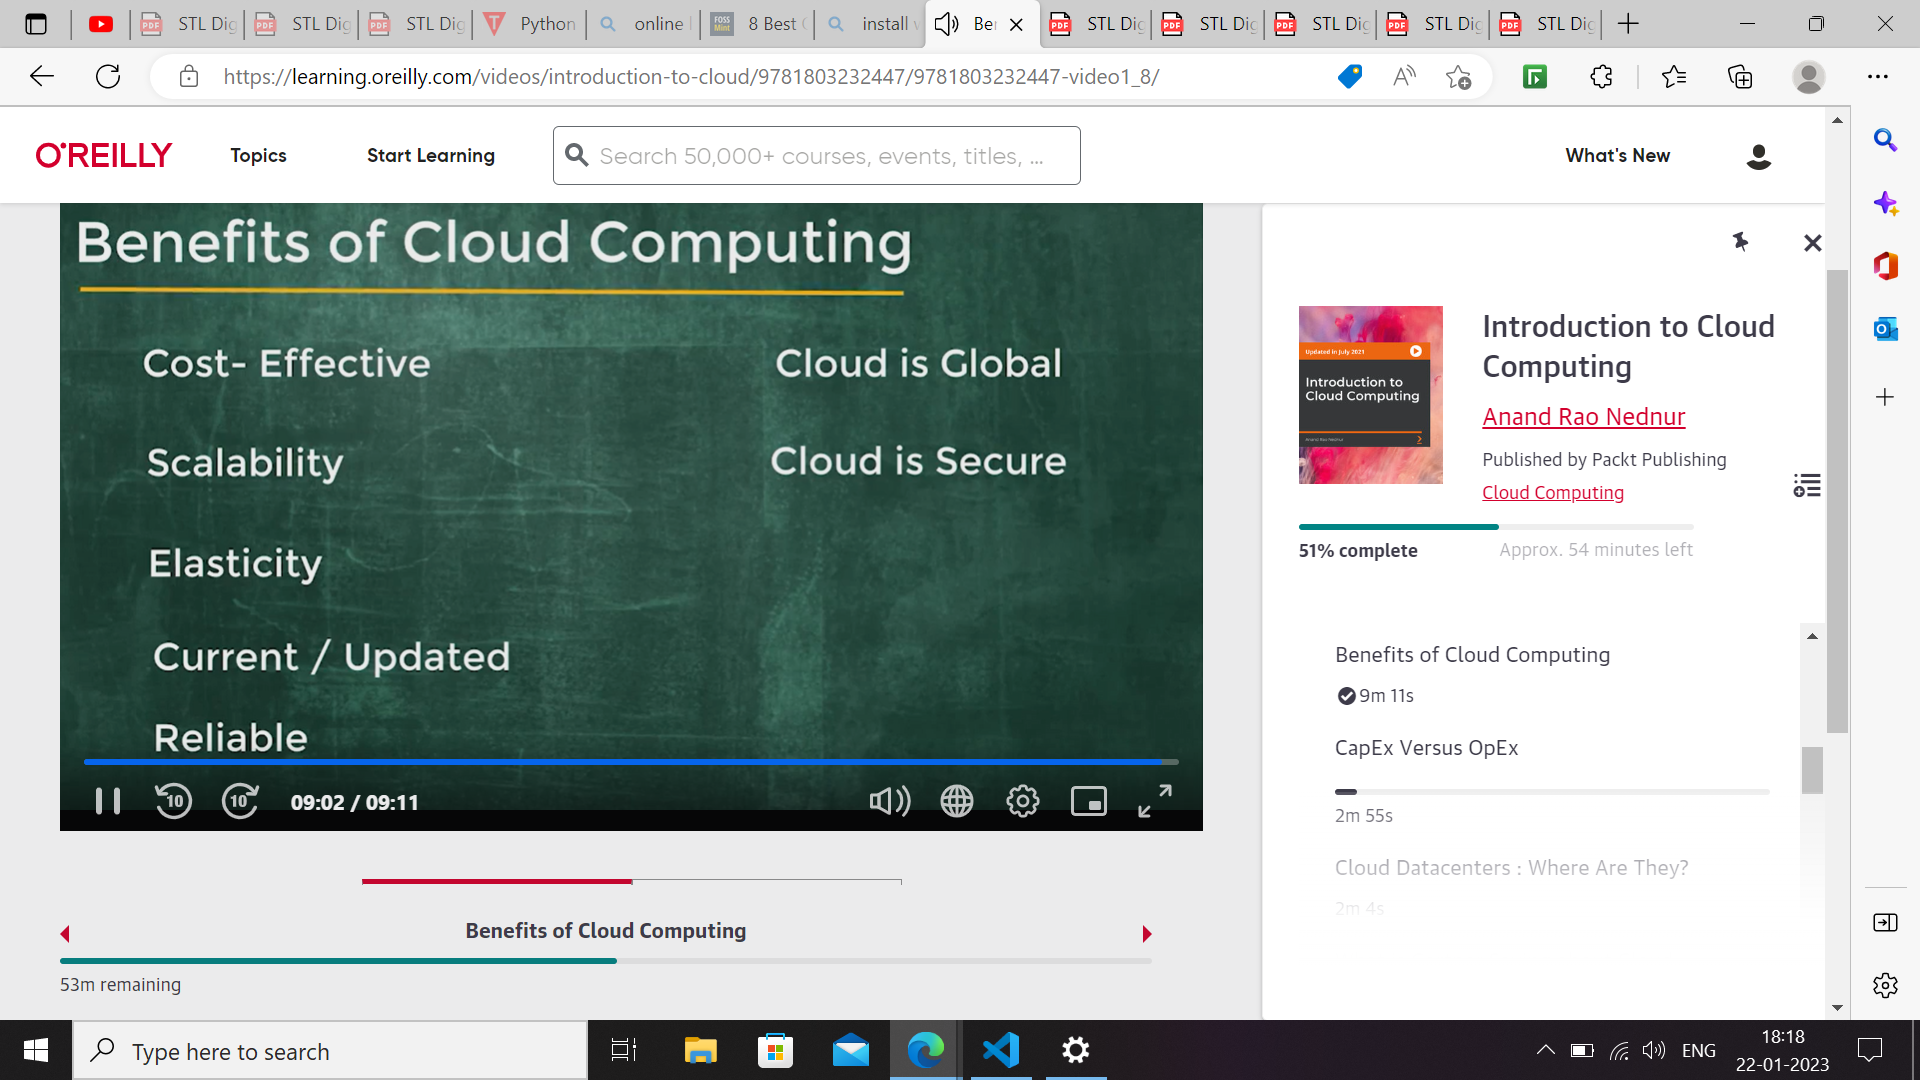 STL Dig
STL Dig
STL Dig
Python
online
8 Best
install
Ber
STL Dig
STL Dig
STL Dig
STL Dig
STL Dig
https://learning.oreilly.com/videos/introduction-to-cloud/9781803232447/9781803232447-video1_8/
O'REILLY
Topics
Start Learning
Search 50,000+ courses, events, titles, ...
What's New
Benefits of Cloud Computing
Cost- Effective
Cloud is Global
Scalability
Cloud is Secure
Elasticity
Current / Updated
Reliable
10
10
09:02 / 09:11
Benefits of Cloud Computing
53m remaining
Updated in July 2021
Introduction to
Cloud Computing
Anand Rao Nednur
Introduction to Cloud
Computing
Anand Rao Nednur
Published by Packt Publishing
Cloud Computing
51% complete
Approx. 54 minutes left
Benefits of Cloud Computing
9m 11s
CapEx Versus OpEx
2m 55s
Cloud Datacenters : Where Are They?
2m 4s
Type here to search
ENG
18:18
22-01-2023